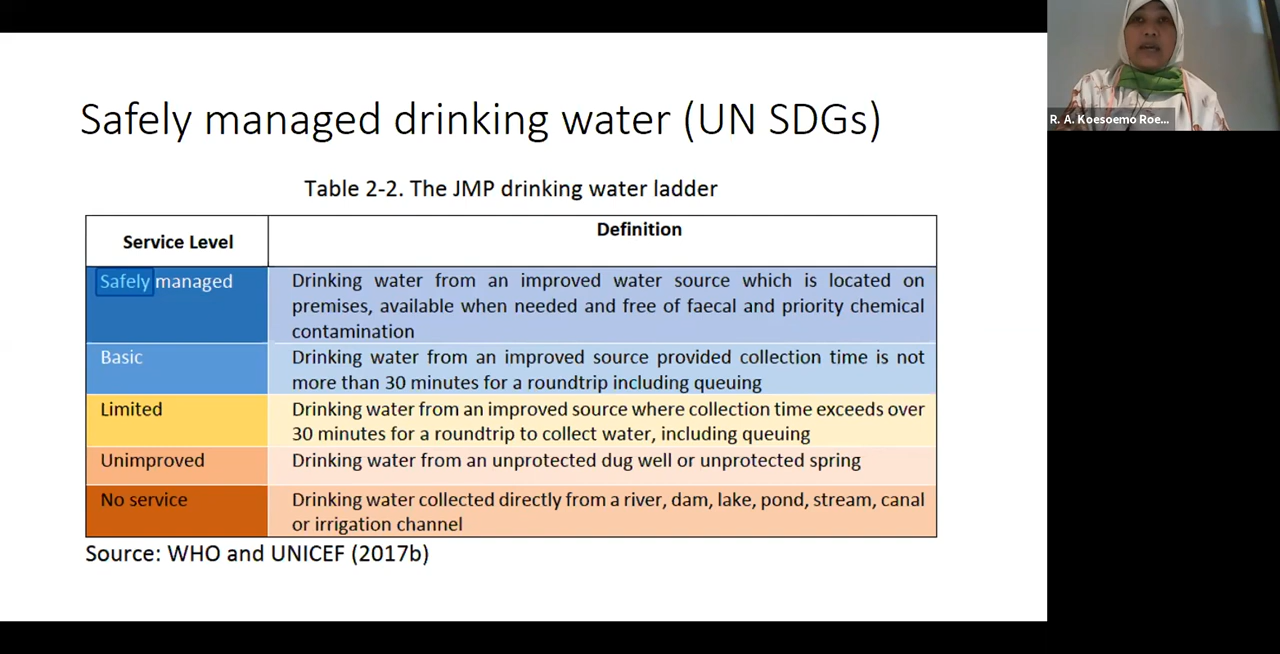 Safely managed drinking water (UN SDGs)
Table 2-2. The JMP drinking water ladder
Service Level
Definition
Safely managed
Drinking water from an improved water source which is located on
premises, available when needed and free of faecal and priority chemical
contamination
Basic
Drinking water from an improved source provided collection time is not
more than 30 minutes for a roundtrip including queuing
Limited
Drinking water from an improved source where collection time exceeds over
30 minutes for a roundtrip to collect water, including queuing
Unimproved
Drinking water from an unprotected dug well or unprotected spring
No service
Drinking water collected directly from a river, dam, lake, pond, stream, canal
or irrigation channel
Source: WHO and UNICEF (2017b)
R. A. Koesoemo Roe...